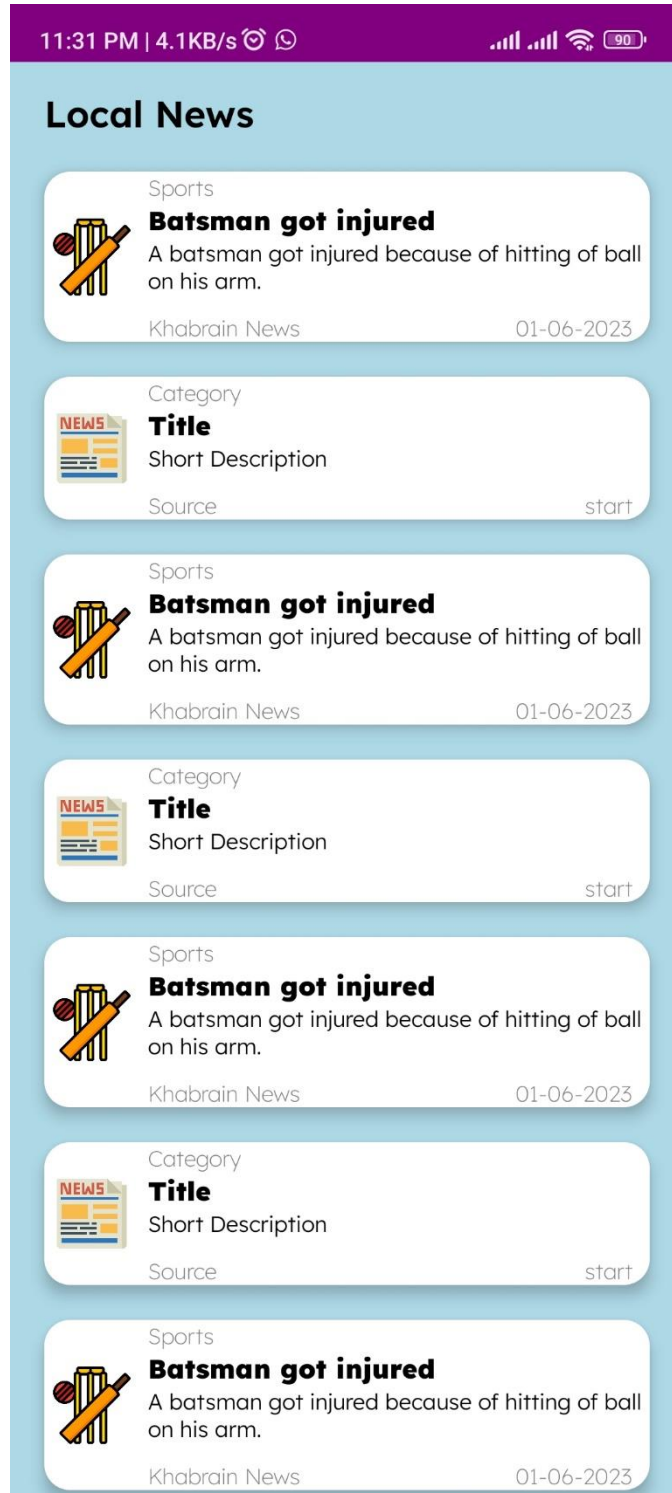 11:31 PM | 4.1KB/s
90
Local News
Sports
Batsman got injured
A batsman got injured because of hitting of ball
on his arm.
Khabrain News 01-06-2023
Category
NEWS
Title
Short Description
Source start
Sports
Batsman got injured
A batsman got injured because of hitting of ball
on his arm.
Khabrain News 01-06-2023
Category
NEWS
Title
Short Description
Source start
Sports
Batsman got injured
A batsman got injured because of hitting of ball
on his arm.
Khabrain News 01-06-2023
Category
NEWS
Title
Short Description
Source start
Sports
Batsman got injured
A batsman got injured because of hitting of ball
on his arm.
Khabrain News 01-06-2023